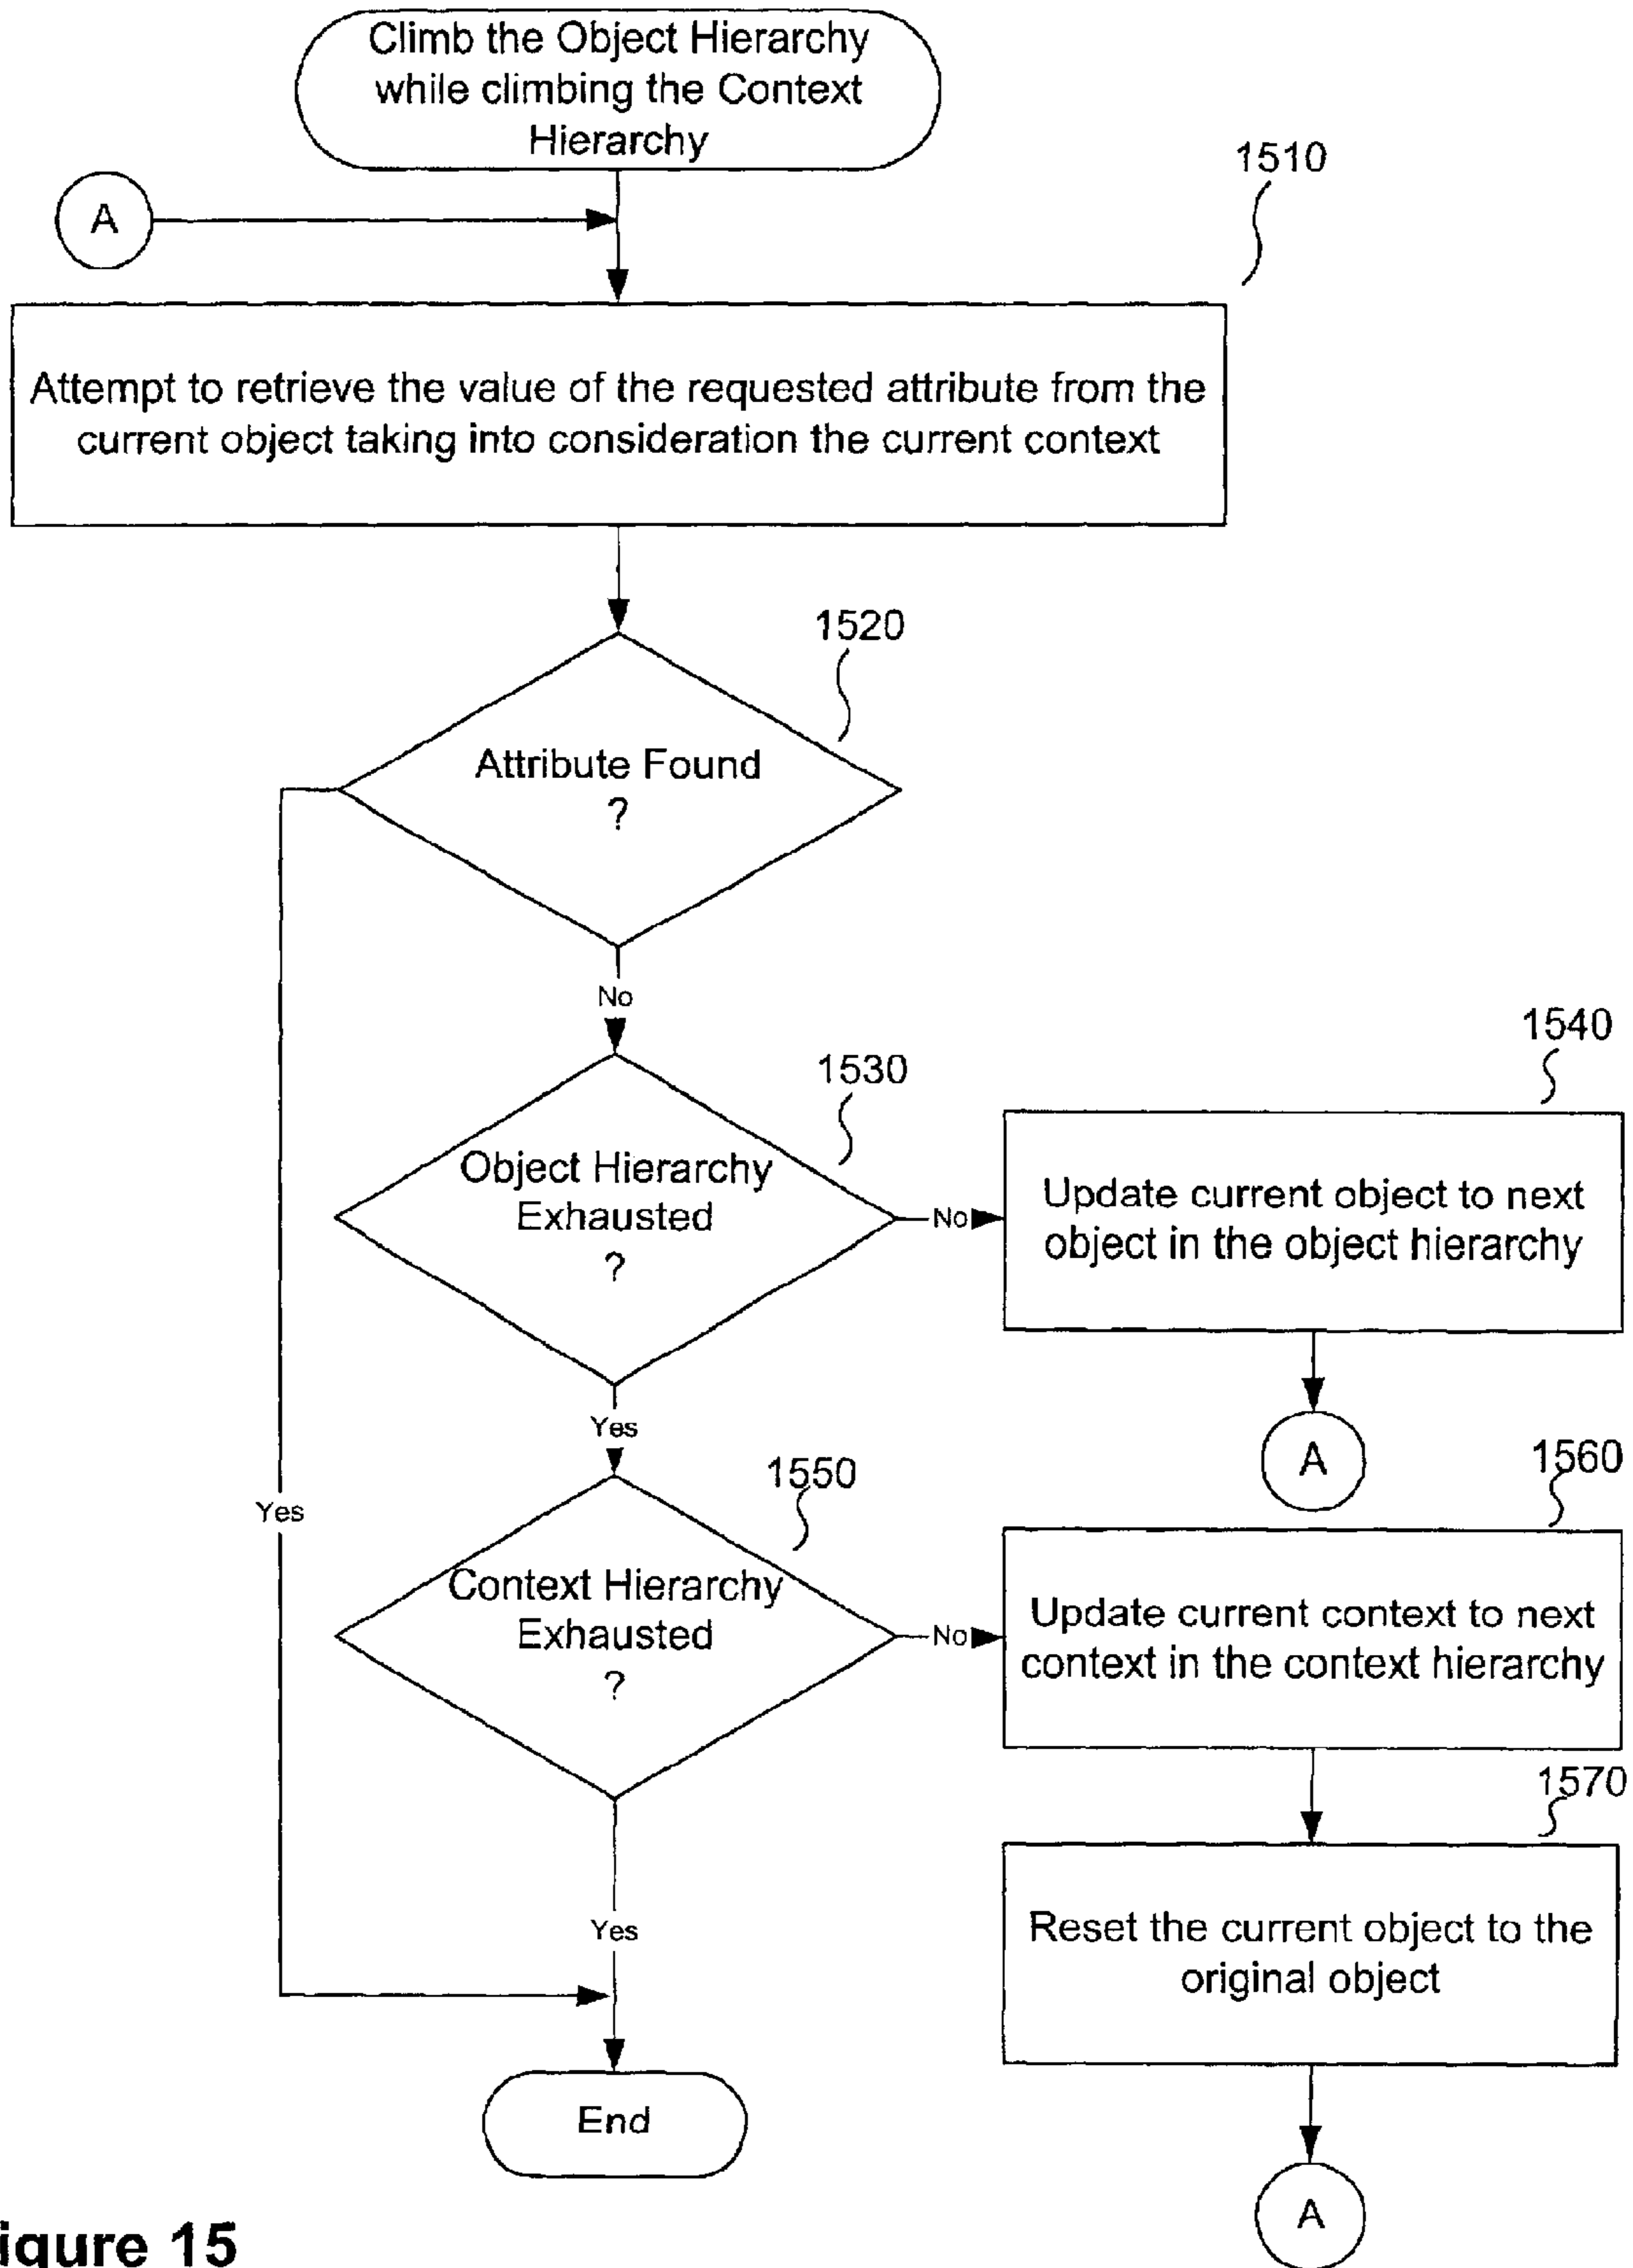 Climb the Object Hierarchy
while climbing the Context
Hierarchy
A
1510
Attempt to retrieve the value of the requested attribute from the
current object taking into consideration the current context
1520
Attribute Found
?
No
1530
Object Hierarchy
Exhausted
?
No
1540
Update current object to next
object in the object hierarchy
A
Yes
1550
Context Hierarchy
Exhausted
?
No
1560
Update current context to next
context in the context hierarchy
1570
Reset the current object to the
original object
A
Yes
Yes
End
igure 15